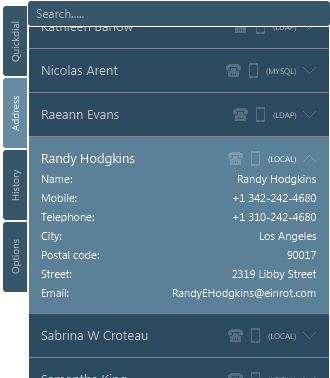 Search.....
Quickdial
Address
History
Options
Kathleen Barlow (LDAP)
Nicolas Arent (MYSQL)
Raeann Evans (LDAP)
Randy Hodgkins (LOCAL)
Name: Randy Hodgkins
Mobile: +1 342-242-4680
Telephone: +1 310-242-4680
City: Los Angeles
Postal code: 90017
Street: 2319 Libby Street
Email: RandyEHodgkins@einrot.com
Sabrina W Croteau (LOCAL)
Samantha King